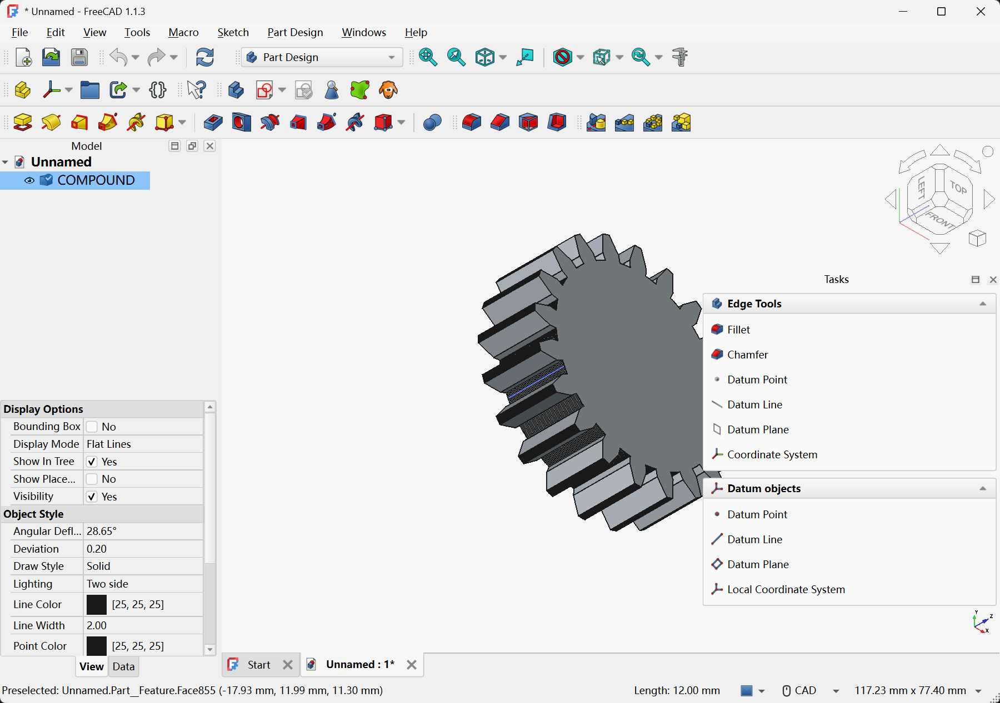 * Unnamed - FreeCAD 1.1.3
File Edit View Tools Macro Sketch Part Design Windows Help
Part Design
Model
Unnamed
COMPOUND
LEFT
TOP
FRONT
Tasks
Edge Tools
Fillet
Chamfer
Datum Point
Datum Line
Datum Plane
Coordinate System
Datum objects
Datum Point
Datum Line
Datum Plane
Local Coordinate System
Display Options
Bounding Box No
Display Mode Flat Lines
Show In Tree Yes
Show Place... No
Visibility Yes
Object Style
Angular Defl... 28.65°
Deviation 0.20
Draw Style Solid
Lighting Two side
Line Color [25, 25, 25]
Line Width 2.00
Point Color [25, 25, 25]
Y
Z
X
View Data
Start
Unnamed : 1*
Preselected: Unnamed.Part__Feature.Face855 (-17.93 mm, 11.99 mm, 11.30 mm)
Length: 12.00 mm
CAD
117.23 mm x 77.40 mm